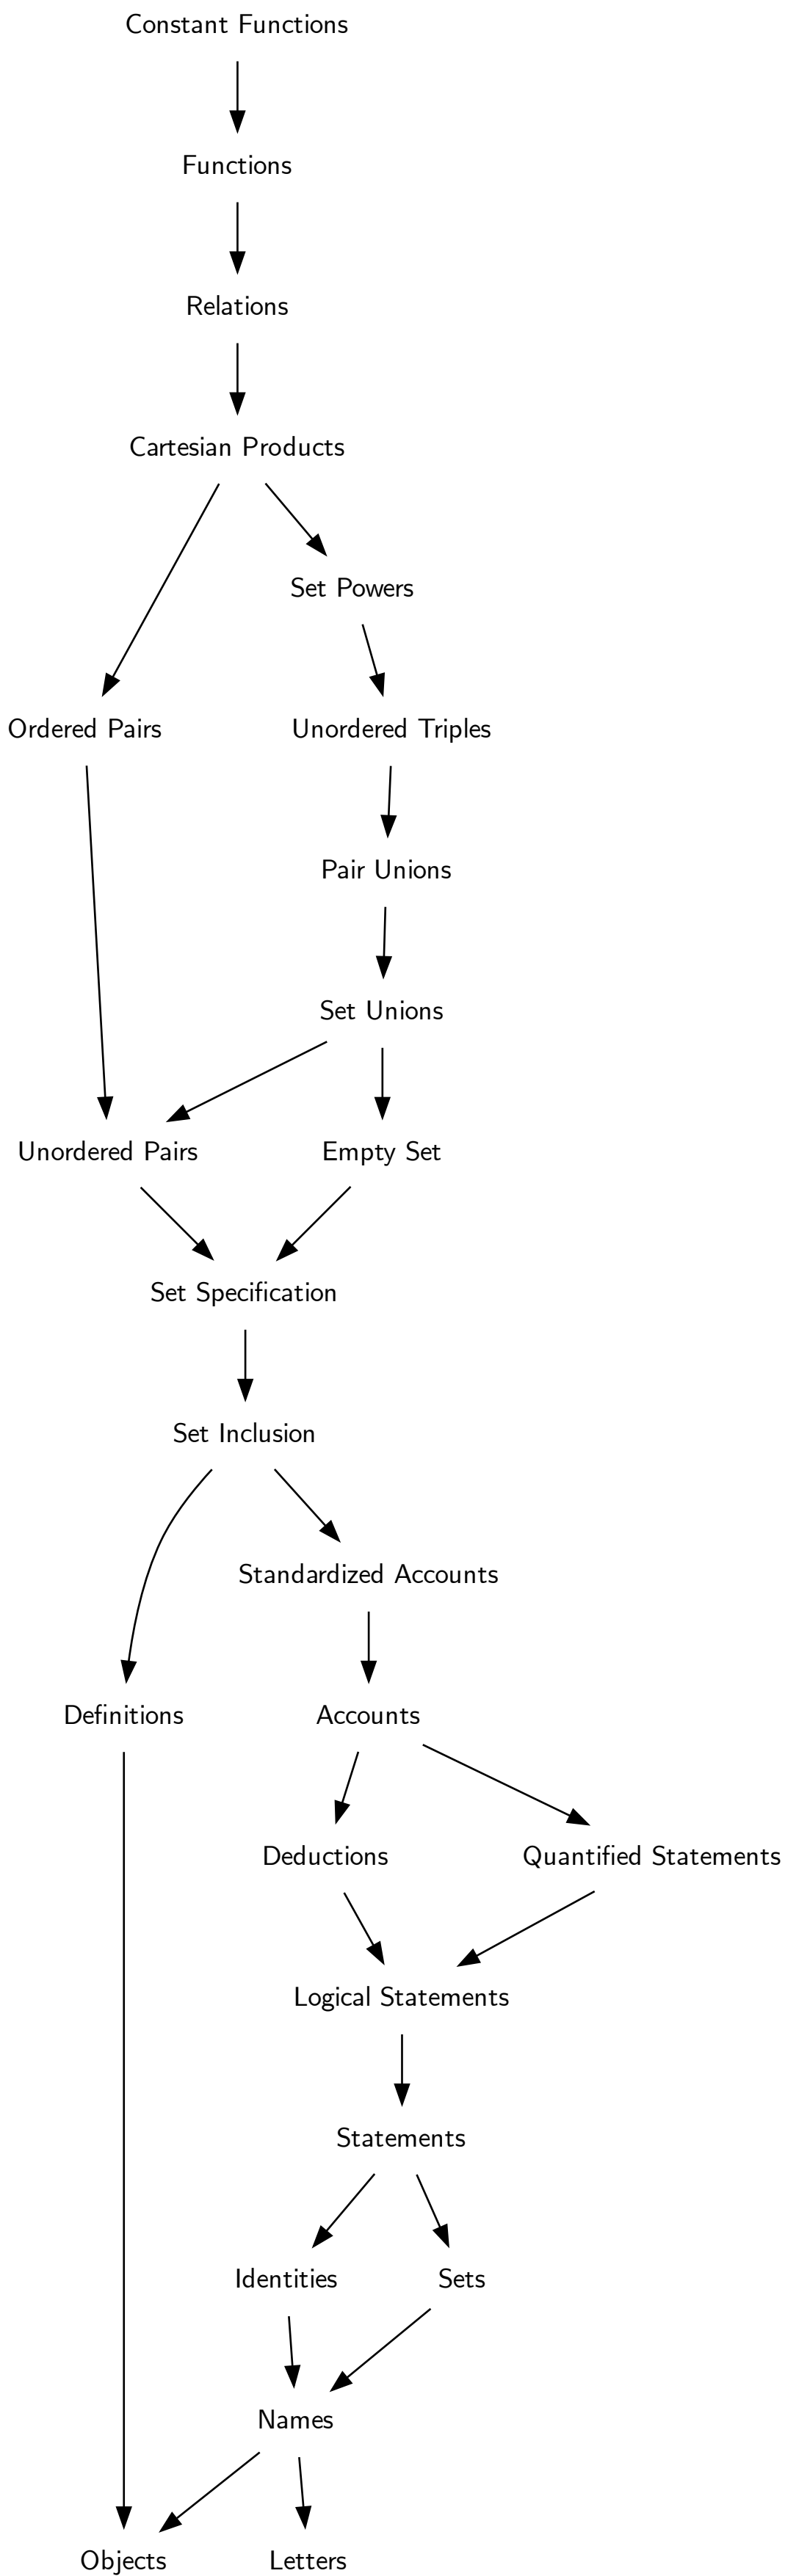 Constant Functions
Functions
Relations
Cartesian Products
Set Powers
Ordered Pairs
Unordered Triples
Pair Unions
Set Unions
Unordered Pairs
Empty Set
Set Specification
Set Inclusion
Standardized Accounts
Definitions
Accounts
Deductions
Quantified Statements
Logical Statements
Statements
Identities
Sets
Names
Objects
Letters